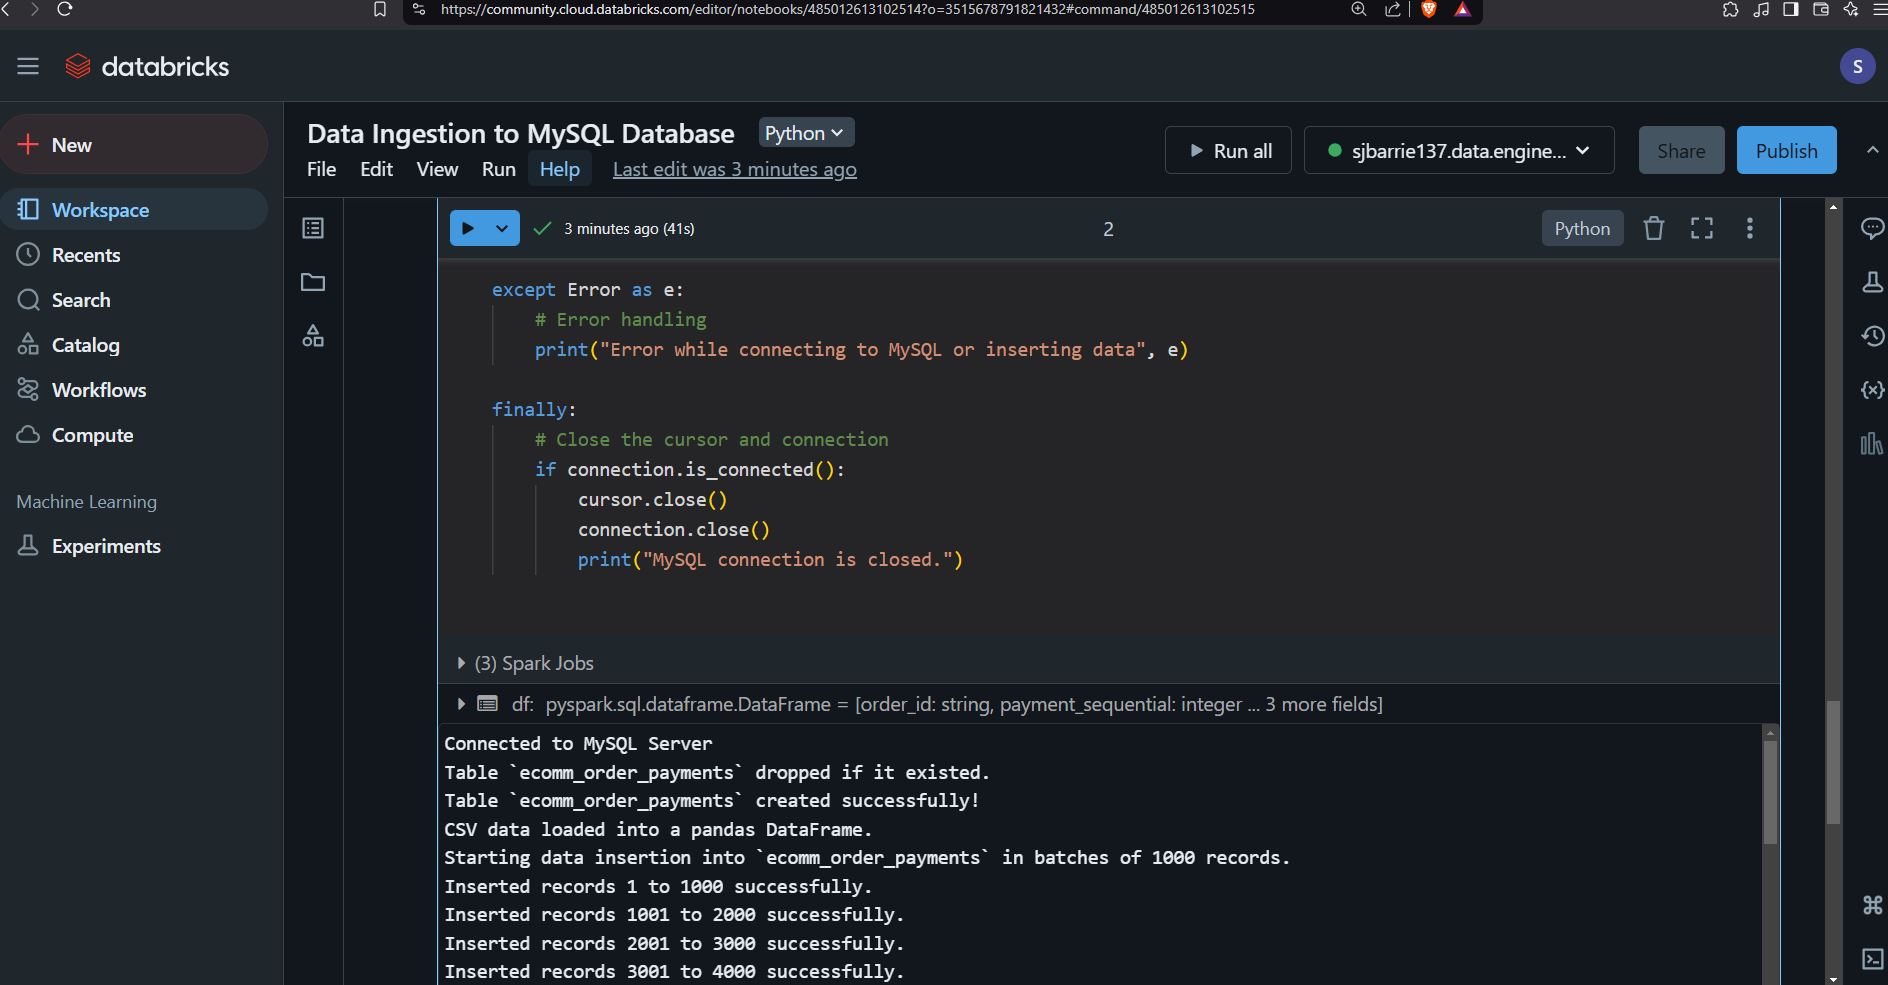 https://community.cloud.databricks.com/editor/notebooks/485012613102514?o=3515678791821432#command/485012613102515
databricks
S
New
Workspace
Recents
Search
Catalog
Workflows
Compute
Machine Learning
Experiments
Data Ingestion to MySQL Database
Python
File Edit View Run Help Last edit was 3 minutes ago
Run all
sjbarrie137.data.engine...
Share
Publish
3 minutes ago (41s)
2
Python
except Error as e:
# Error handling
print("Error while connecting to MySQL or inserting data", e)
finally:
# Close the cursor and connection
if connection.is_connected():
cursor.close()
connection.close()
print("MySQL connection is closed.")
(3) Spark Jobs
df: pyspark.sql.dataframe.DataFrame = [order_id: string, payment_sequential: integer ... 3 more fields]
Connected to MySQL Server
Table `ecomm_order_payments` dropped if it existed.
Table `ecomm_order_payments` created successfully!
CSV data loaded into a pandas DataFrame.
Starting data insertion into `ecomm_order_payments` in batches of 1000 records.
Inserted records 1 to 1000 successfully.
Inserted records 1001 to 2000 successfully.
Inserted records 2001 to 3000 successfully.
Inserted records 3001 to 4000 successfully.